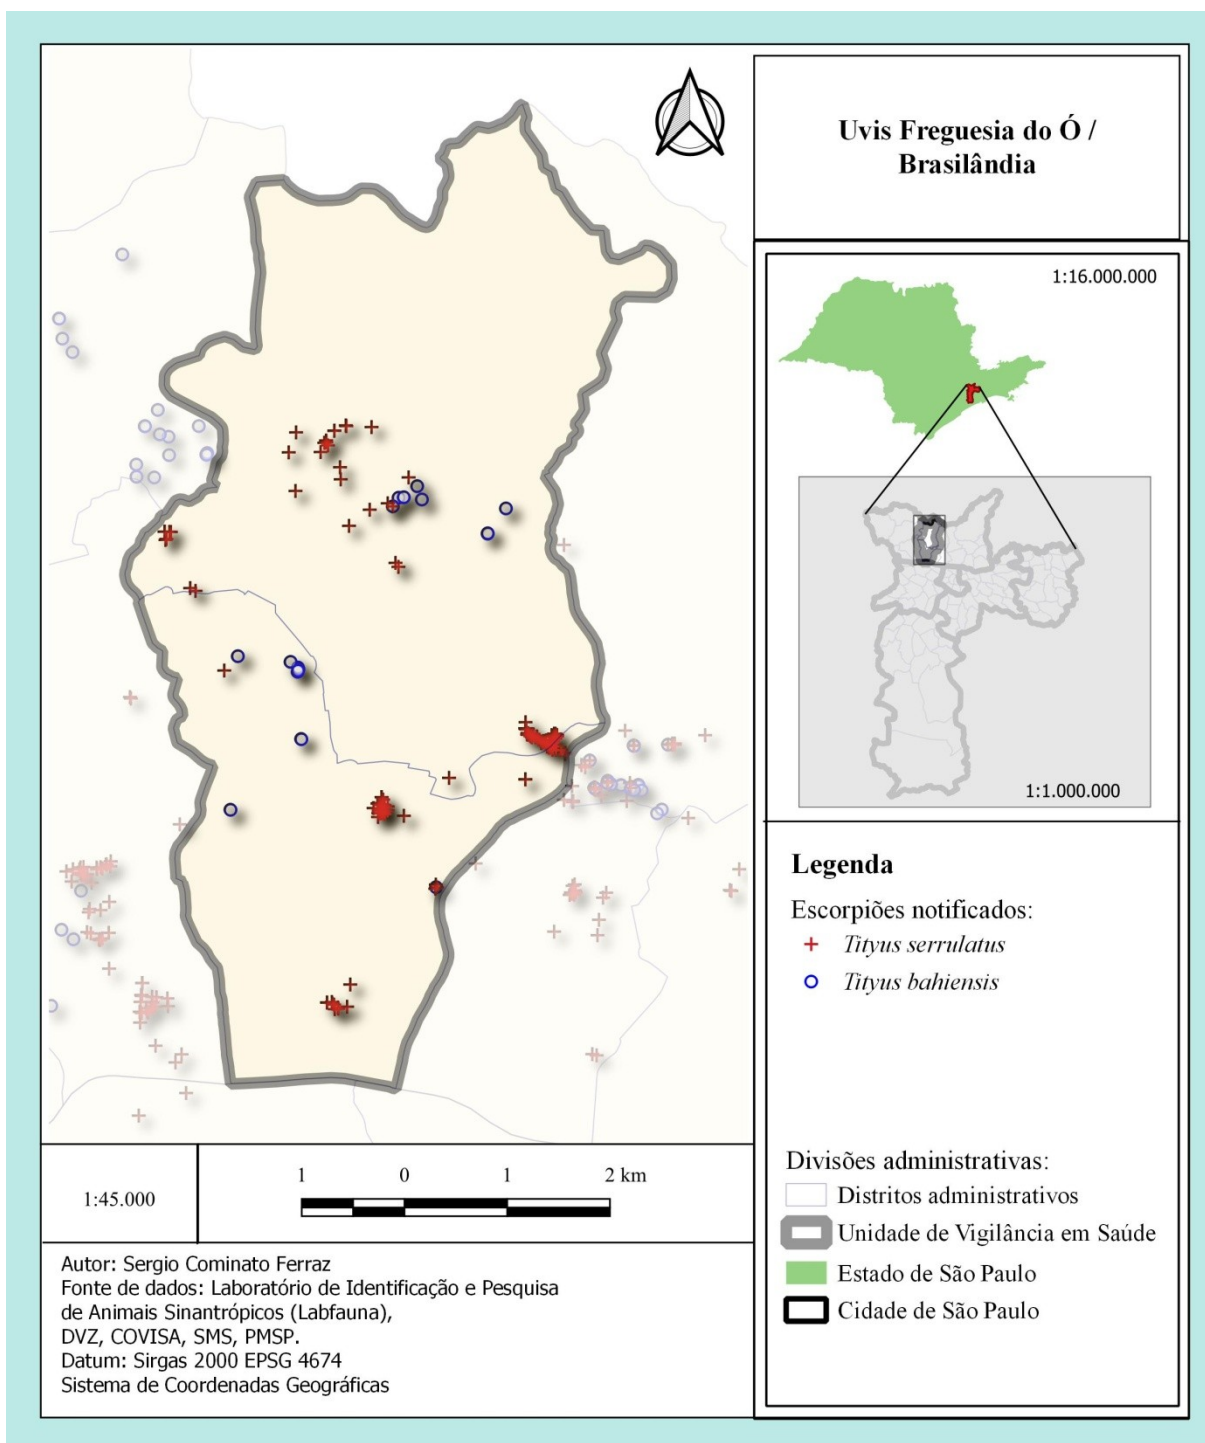 Uvis Freguesia do Ó /
Brasilândia
1:16.000.000
1:1.000.000
Legenda
Escorpiões notificados:
Tityus serrulatus
Tityus bahiensis
Divisões administrativas:
Distritos administrativos
Unidade de Vigilância em Saúde
Estado de São Paulo
Cidade de São Paulo
1:45.000
1 0 1 2 km
Autor: Sergio Cominato Ferraz
Fonte de dados: Laboratório de Identificação e Pesquisa
de Animais Sinantrópicos (Labfauna),
DVZ, COVISA, SMS, PMSP.
Datum: Sirgas 2000 EPSG 4674
Sistema de Coordenadas Geográficas